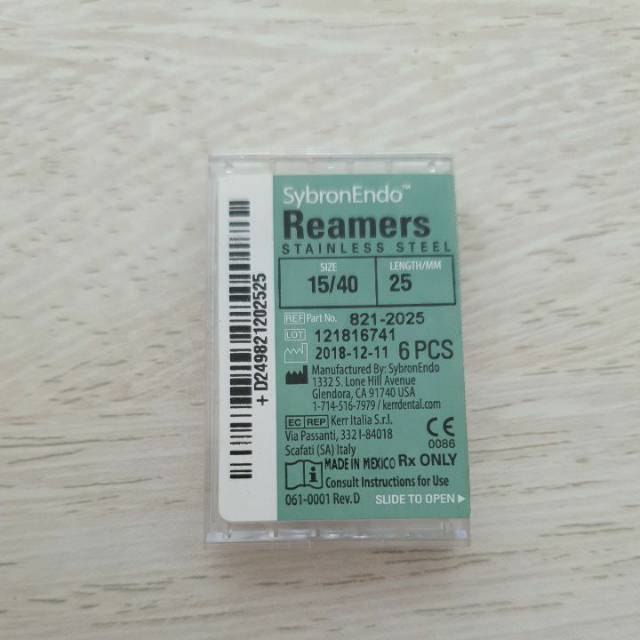 SybronEndo™
Reamers
STAINLESS STEEL
SIZE LENGTH/MM
15/40 25
REF Part No. 821-2025
LOT 121816741
2018-12-11 6 PCS
Manufactured By: SybronEndo
1332 S. Lone Hill Avenue
Glendora, CA 91740 USA
1-714-516-7979 / kerrdental.com
EC REP Kerr Italia S.r.l.
Via Passanti, 332 I-84018
Scafati (SA) Italy
CE
0086
MADE IN MEXICO Rx ONLY
Consult Instructions for Use
061-0001 Rev.D SLIDE TO OPEN
+D249821202525